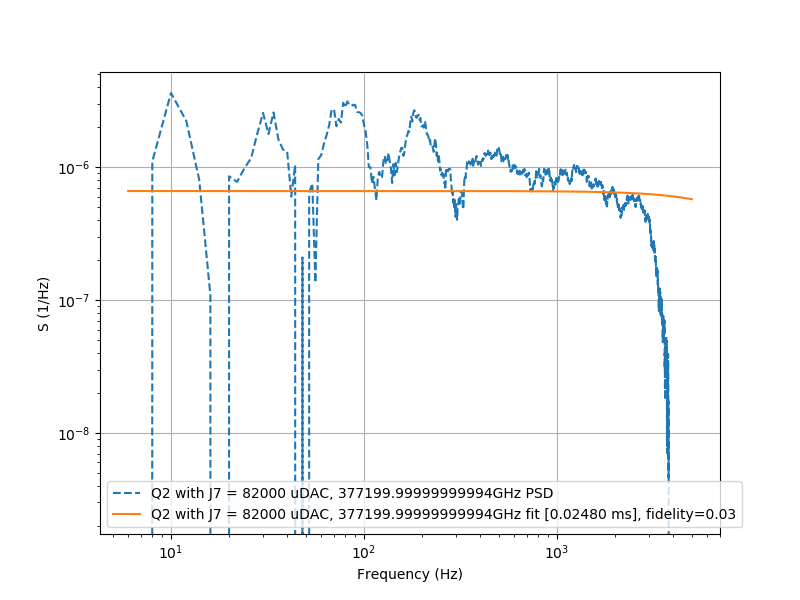 10⁻⁶
10⁻⁷
10⁻⁸
S (1/Hz)
Q2 with J7 = 82000 uDAC, 377199.99999999994GHz PSD
Q2 with J7 = 82000 uDAC, 377199.99999999994GHz fit [0.02480 ms], fidelity=0.03
10¹ 10² 10³
Frequency (Hz)